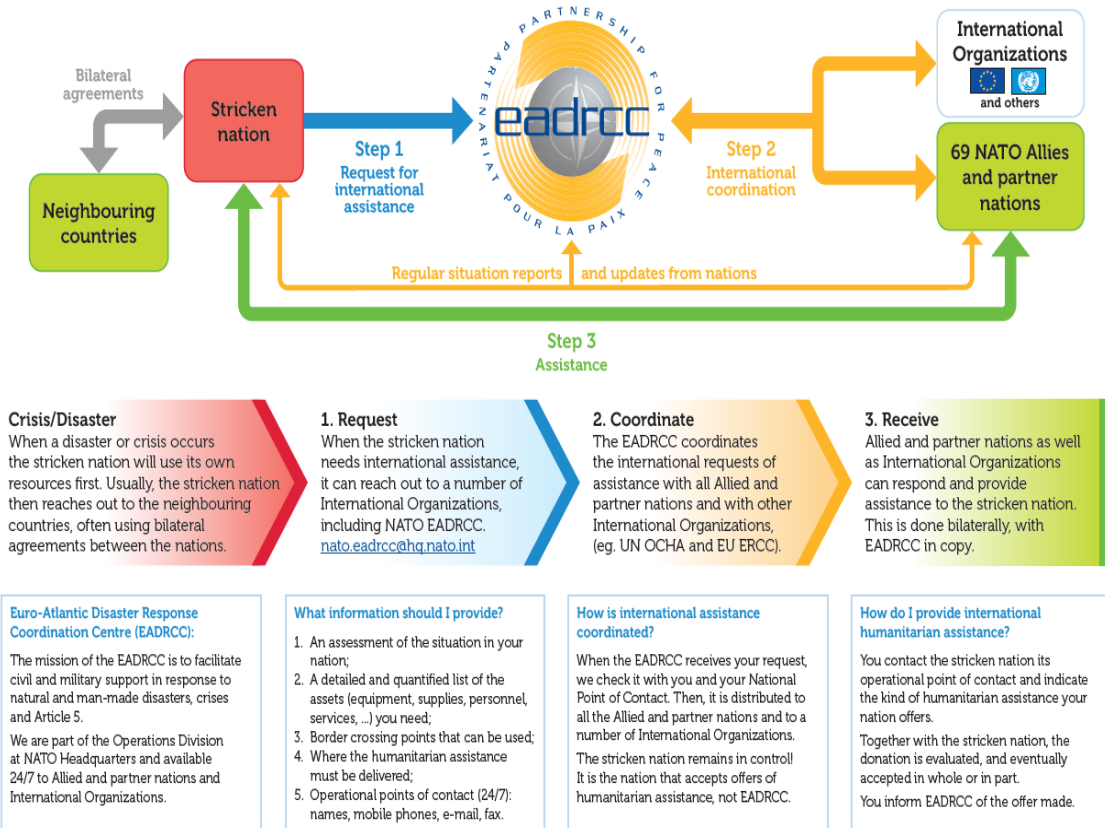 International
Organizations
and others
Bilateral
agreements
Stricken
nation
PARTENARIAT POUR LA PAIX
PARTNERSHIP FOR PEACE
eadrcc
Step 1
Request for
international
assistance
Step 2
International
coordination
69 NATO Allies
and partner
nations
Neighbouring
countries
Regular situation reports and updates from nations
Step 3
Assistance
Crisis/Disaster
When a disaster or crisis occurs
the stricken nation will use its own
resources first. Usually, the stricken nation
then reaches out to the neighbouring
countries, often using bilateral
agreements between the nations.
1. Request
When the stricken nation
needs international assistance,
it can reach out to a number of
International Organizations,
including NATO EADRCC.
nato.eadrcc@hq.nato.int
2. Coordinate
The EADRCC coordinates
the international requests of
assistance with all Allied and
partner nations and with other
International Organizations,
(eg. UN OCHA and EU ERCC).
3. Receive
Allied and partner nations as well
as International Organizations
can respond and provide
assistance to the stricken nation.
This is done bilaterally, with
EADRCC in copy.
Euro-Atlantic Disaster Response
Coordination Centre (EADRCC):
The mission of the EADRCC is to facilitate
civil and military support in response to
natural and man-made disasters, crises
and Article 5.
We are part of the Operations Division
at NATO Headquarters and available
24/7 to Allied and partner nations and
International Organizations.
What information should I provide?
1. An assessment of the situation in your
nation;
2. A detailed and quantified list of the
assets (equipment, supplies, personnel,
services, ...) you need;
3. Border crossing points that can be used;
4. Where the humanitarian assistance
must be delivered;
5. Operational points of contact (24/7):
names, mobile phones, e-mail, fax.
How is international assistance
coordinated?
When the EADRCC receives your request,
we check it with you and your National
Point of Contact. Then, it is distributed to
all the Allied and partner nations and to a
number of International Organizations.
The stricken nation remains in control!
It is the nation that accepts offers of
humanitarian assistance, not EADRCC.
How do I provide international
humanitarian assistance?
You contact the stricken nation its
operational point of contact and indicate
the kind of humanitarian assistance your
nation offers.
Together with the stricken nation, the
donation is evaluated, and eventually
accepted in whole or in part.
You inform EADRCC of the offer made.